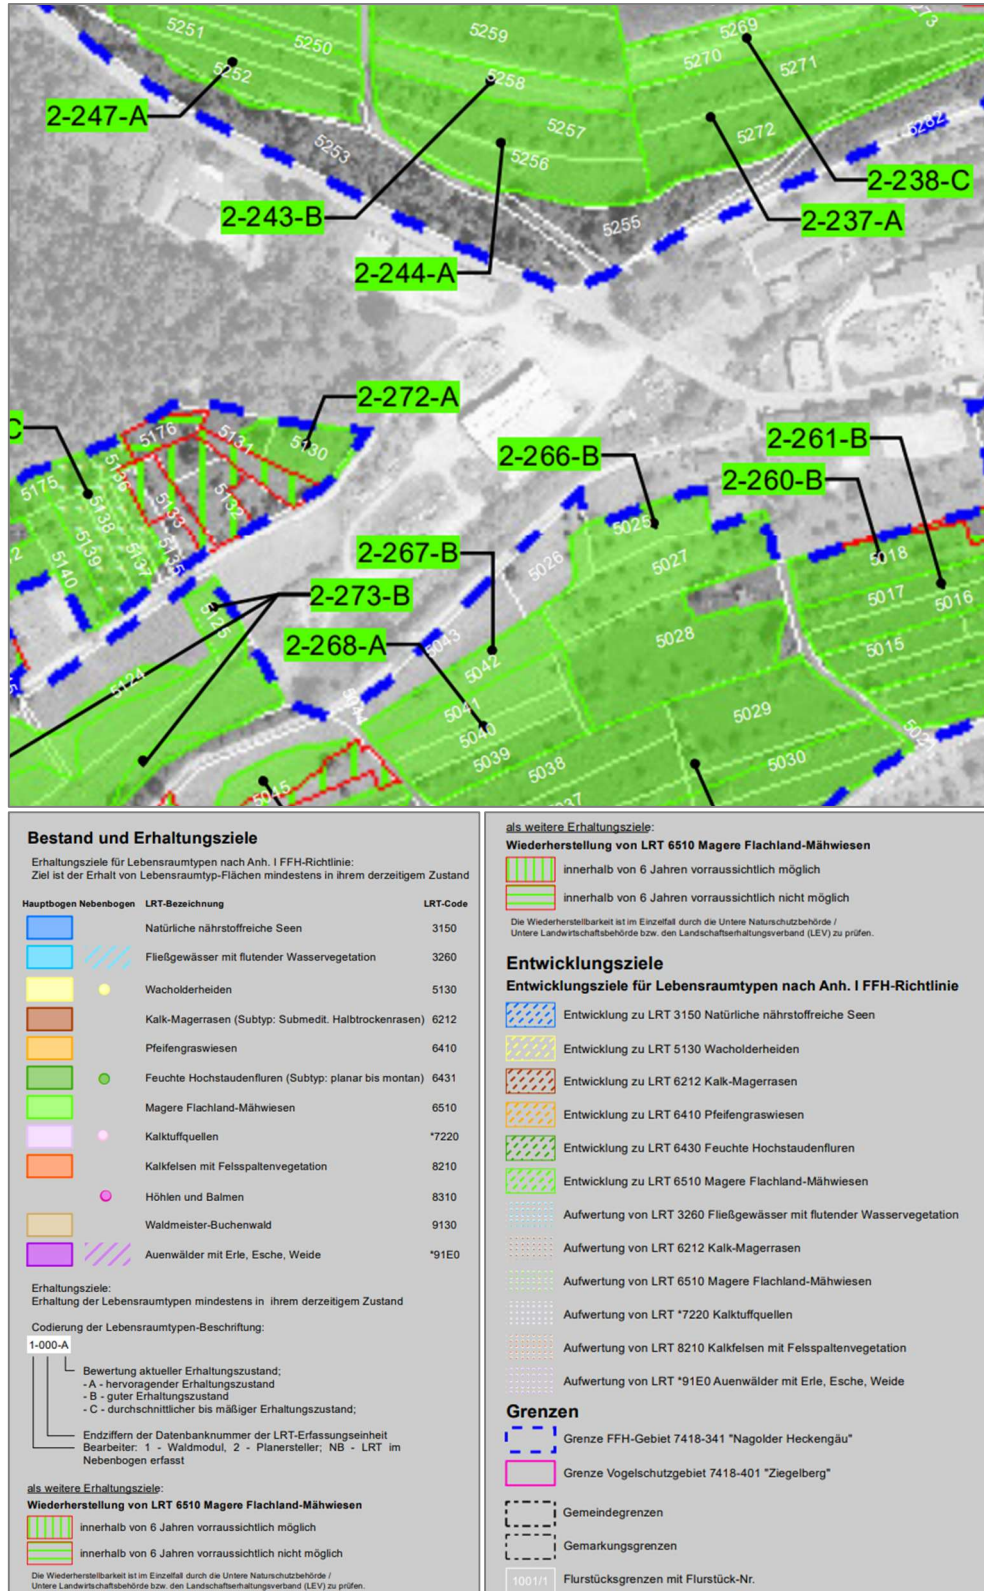 5251
5250
5252
5259
5258
5257
5256
5269
5270
5271
5272
5273
5282
5253
5255
2-247-A
2-243-B
2-244-A
2-238-C
2-237-A
2-272-A
C
2-266-B
2-261-B
2-260-B
2-267-B
2-273-B
2-268-A
5176
5131
5130
5175
5136
5138
5132
5133
5139
5137
5135
5140
5125
5124
5025
5026
5027
5028
5018
5017
5016
5015
5043
5042
5041
5040
5039
5038
5029
5030
5045
Bestand und Erhaltungsziele
Erhaltungsziele für Lebensraumtypen nach Anh. I FFH-Richtlinie:
Ziel ist der Erhalt von Lebensraumtyp-Flächen mindestens in ihrem derzeitigem Zustand
Hauptbogen Nebenbogen LRT-Bezeichnung LRT-Code
Natürliche nährstoffreiche Seen 3150
Fließgewässer mit flutender Wasservegetation 3260
Wacholderheiden 5130
Kalk-Magerrasen (Subtyp: Submedit. Halbtrockenrasen) 6212
Pfeifengraswiesen 6410
Feuchte Hochstaudenfluren (Subtyp: planar bis montan) 6431
Magere Flachland-Mähwiesen 6510
Kalktuffquellen *7220
Kalkfelsen mit Felsspaltenvegetation 8210
Höhlen und Balmen 8310
Waldmeister-Buchenwald 9130
Auenwälder mit Erle, Esche, Weide *91E0
Erhaltungsziele:
Erhaltung der Lebensraumtypen mindestens in ihrem derzeitigem Zustand
Codierung der Lebensraumtypen-Beschriftung:
1-000-A
Bewertung aktueller Erhaltungszustand;
- A - hervoragender Erhaltungszustand
- B - guter Erhaltungszustand
- C - durchschnittlicher bis mäßiger Erhaltungszustand;
Endziffern der Datenbanknummer der LRT-Erfassungseinheit
Bearbeiter: 1 - Waldmodul, 2 - Planersteller; NB - LRT im
Nebenbogen erfasst
als weitere Erhaltungsziele:
Wiederherstellung von LRT 6510 Magere Flachland-Mähwiesen
innerhalb von 6 Jahren vorraussichtlich möglich
innerhalb von 6 Jahren vorraussichtlich nicht möglich
Die Wiederherstellbarkeit ist im Einzelfall durch die Untere Naturschutzbehörde /
Untere Landwirtschaftsbehörde bzw. den Landschaftserhaltungsverband (LEV) zu prüfen.
als weitere Erhaltungsziele:
Wiederherstellung von LRT 6510 Magere Flachland-Mähwiesen
innerhalb von 6 Jahren vorraussichtlich möglich
innerhalb von 6 Jahren vorraussichtlich nicht möglich
Die Wiederherstellbarkeit ist im Einzelfall durch die Untere Naturschutzbehörde /
Untere Landwirtschaftsbehörde bzw. den Landschaftserhaltungsverband (LEV) zu prüfen.
Entwicklungsziele
Entwicklungsziele für Lebensraumtypen nach Anh. I FFH-Richtlinie
Entwicklung zu LRT 3150 Natürliche nährstoffreiche Seen
Entwicklung zu LRT 5130 Wacholderheiden
Entwicklung zu LRT 6212 Kalk-Magerrasen
Entwicklung zu LRT 6410 Pfeifengraswiesen
Entwicklung zu LRT 6430 Feuchte Hochstaudenfluren
Entwicklung zu LRT 6510 Magere Flachland-Mähwiesen
Aufwertung von LRT 3260 Fließgewässer mit flutender Wasservegetation
Aufwertung von LRT 6212 Kalk-Magerrasen
Aufwertung von LRT 6510 Magere Flachland-Mähwiesen
Aufwertung von LRT *7220 Kalktuffquellen
Aufwertung von LRT 8210 Kalkfelsen mit Felsspaltenvegetation
Aufwertung von LRT *91E0 Auenwälder mit Erle, Esche, Weide
Grenzen
Grenze FFH-Gebiet 7418-341 "Nagolder Heckengäu"
Grenze Vogelschutzgebiet 7418-401 "Ziegelberg"
Gemeindegrenzen
Gemarkungsgrenzen
1001/1 Flurstücksgrenzen mit Flurstück-Nr.